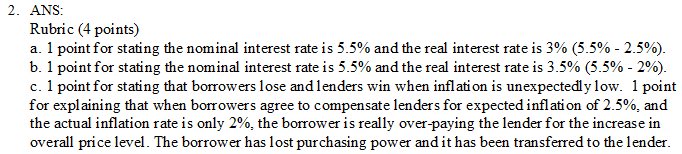 2. ANS:
Rubric (4 points)
a. 1 point for stating the nominal interest rate is 5.5% and the real interest rate is 3% (5.5% - 2.5%).
b. 1 point for stating the nominal interest rate is 5.5% and the real interest rate is 3.5% (5.5% - 2%).
c. 1 point for stating that borrowers lose and lenders win when inflation is unexpectedly low. 1 point
for explaining that when borrowers agree to compensate lenders for expected inflation of 2.5%, and
the actual inflation rate is only 2%, the borrower is really over-paying the lender for the increase in
overall price level. The borrower has lost purchasing power and it has been transferred to the lender.